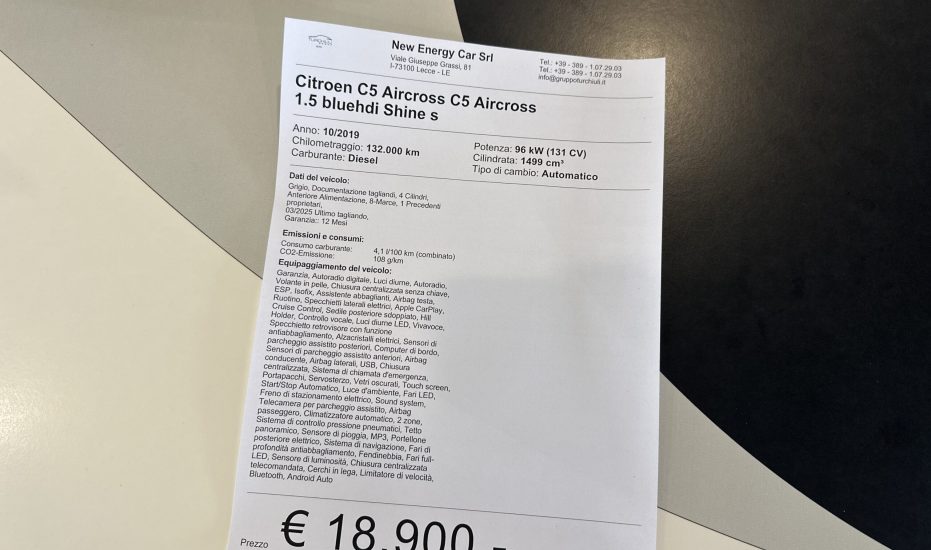 New Energy Car Srl
Viale Giuseppe Grassi, 81
I-73100 Lecce - LE
Tel.: +39 - 389 - 1.07.29.03
Tel.: +39 - 389 - 1.07.29.03
info@gruppoturchiuli.it
Citroen C5 Aircross C5 Aircross
1.5 bluehdi Shine s
Anno: 10/2019
Chilometraggio: 132.000 km
Carburante: Diesel
Potenza: 96 kW (131 CV)
Cilindrata: 1499 cm³
Tipo di cambio: Automatico
Dati del veicolo:
Grigio, Documentazione tagliandi, 4 Cilindri,
Anteriore Alimentazione, 8-Marce, 1 Precedenti
proprietari,
03/2025 Ultimo tagliando,
Garanzia:: 12 Mesi
Emissioni e consumi:
Consumo carburante: 4,1 l/100 km (combinato)
CO2-Emissione: 108 g/km
Equipaggiamento del veicolo:
Garanzia, Autoradio digitale, Luci diurne, Autoradio,
Volante in pelle, Chiusura centralizzata senza chiave,
ESP, Isofix, Assistente abbaglianti, Airbag testa,
Ruotino, Specchietti laterali elettrici, Apple CarPlay,
Cruise Control, Sedile posteriore sdoppiato, Hill
Holder, Controllo vocale, Luci diurne LED, Vivavoce,
Specchietto retrovisore con funzione
antiabbagliamento, Alzacristalli elettrici, Sensori di
parcheggio assistito posteriori, Computer di bordo,
Sensori di parcheggio assistito anteriori, Airbag
conducente, Airbag laterali, USB, Chiusura
centralizzata, Sistema di chiamata d'emergenza,
Portapacchi, Servosterzo, Vetri oscurati, Touch screen,
Start/Stop Automatico, Luce d'ambiente, Fari LED,
Freno di stazionamento elettrico, Sound system,
Telecamera per parcheggio assistito, Airbag
passeggero, Climatizzatore automatico, 2 zone,
Sistema di controllo pressione pneumatici, Tetto
panoramico, Sensore di pioggia, MP3, Portellone
posteriore elettrico, Sistema di navigazione, Fari di
profondità antiabbagliamento, Fendinebbia, Fari full-
LED, Sensore di luminosità, Chiusura centralizzata
telecomandata, Cerchi in lega, Limitatore di velocità,
Bluetooth, Android Auto
Prezzo € 18.900,-